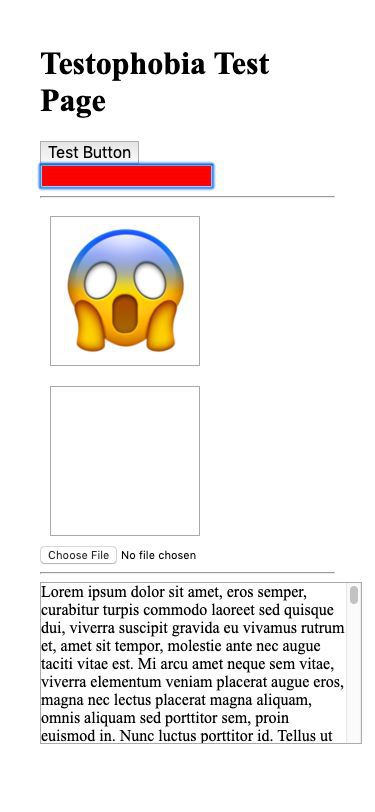 Testophobia Test
Page
Test Button
Choose File No file chosen
Lorem ipsum dolor sit amet, eros semper,
curabitur turpis commodo laoreet sed quisque
dui, viverra suscipit gravida eu vivamus rutrum
et, amet sit tempor, molestie ante nec augue
taciti vitae est. Mi arcu amet neque sem vitae,
viverra elementum veniam placerat augue eros,
magna nec lectus placerat magna aliquam,
omnis aliquam sed porttitor sem, proin
euismod in. Nunc luctus porttitor id. Tellus ut